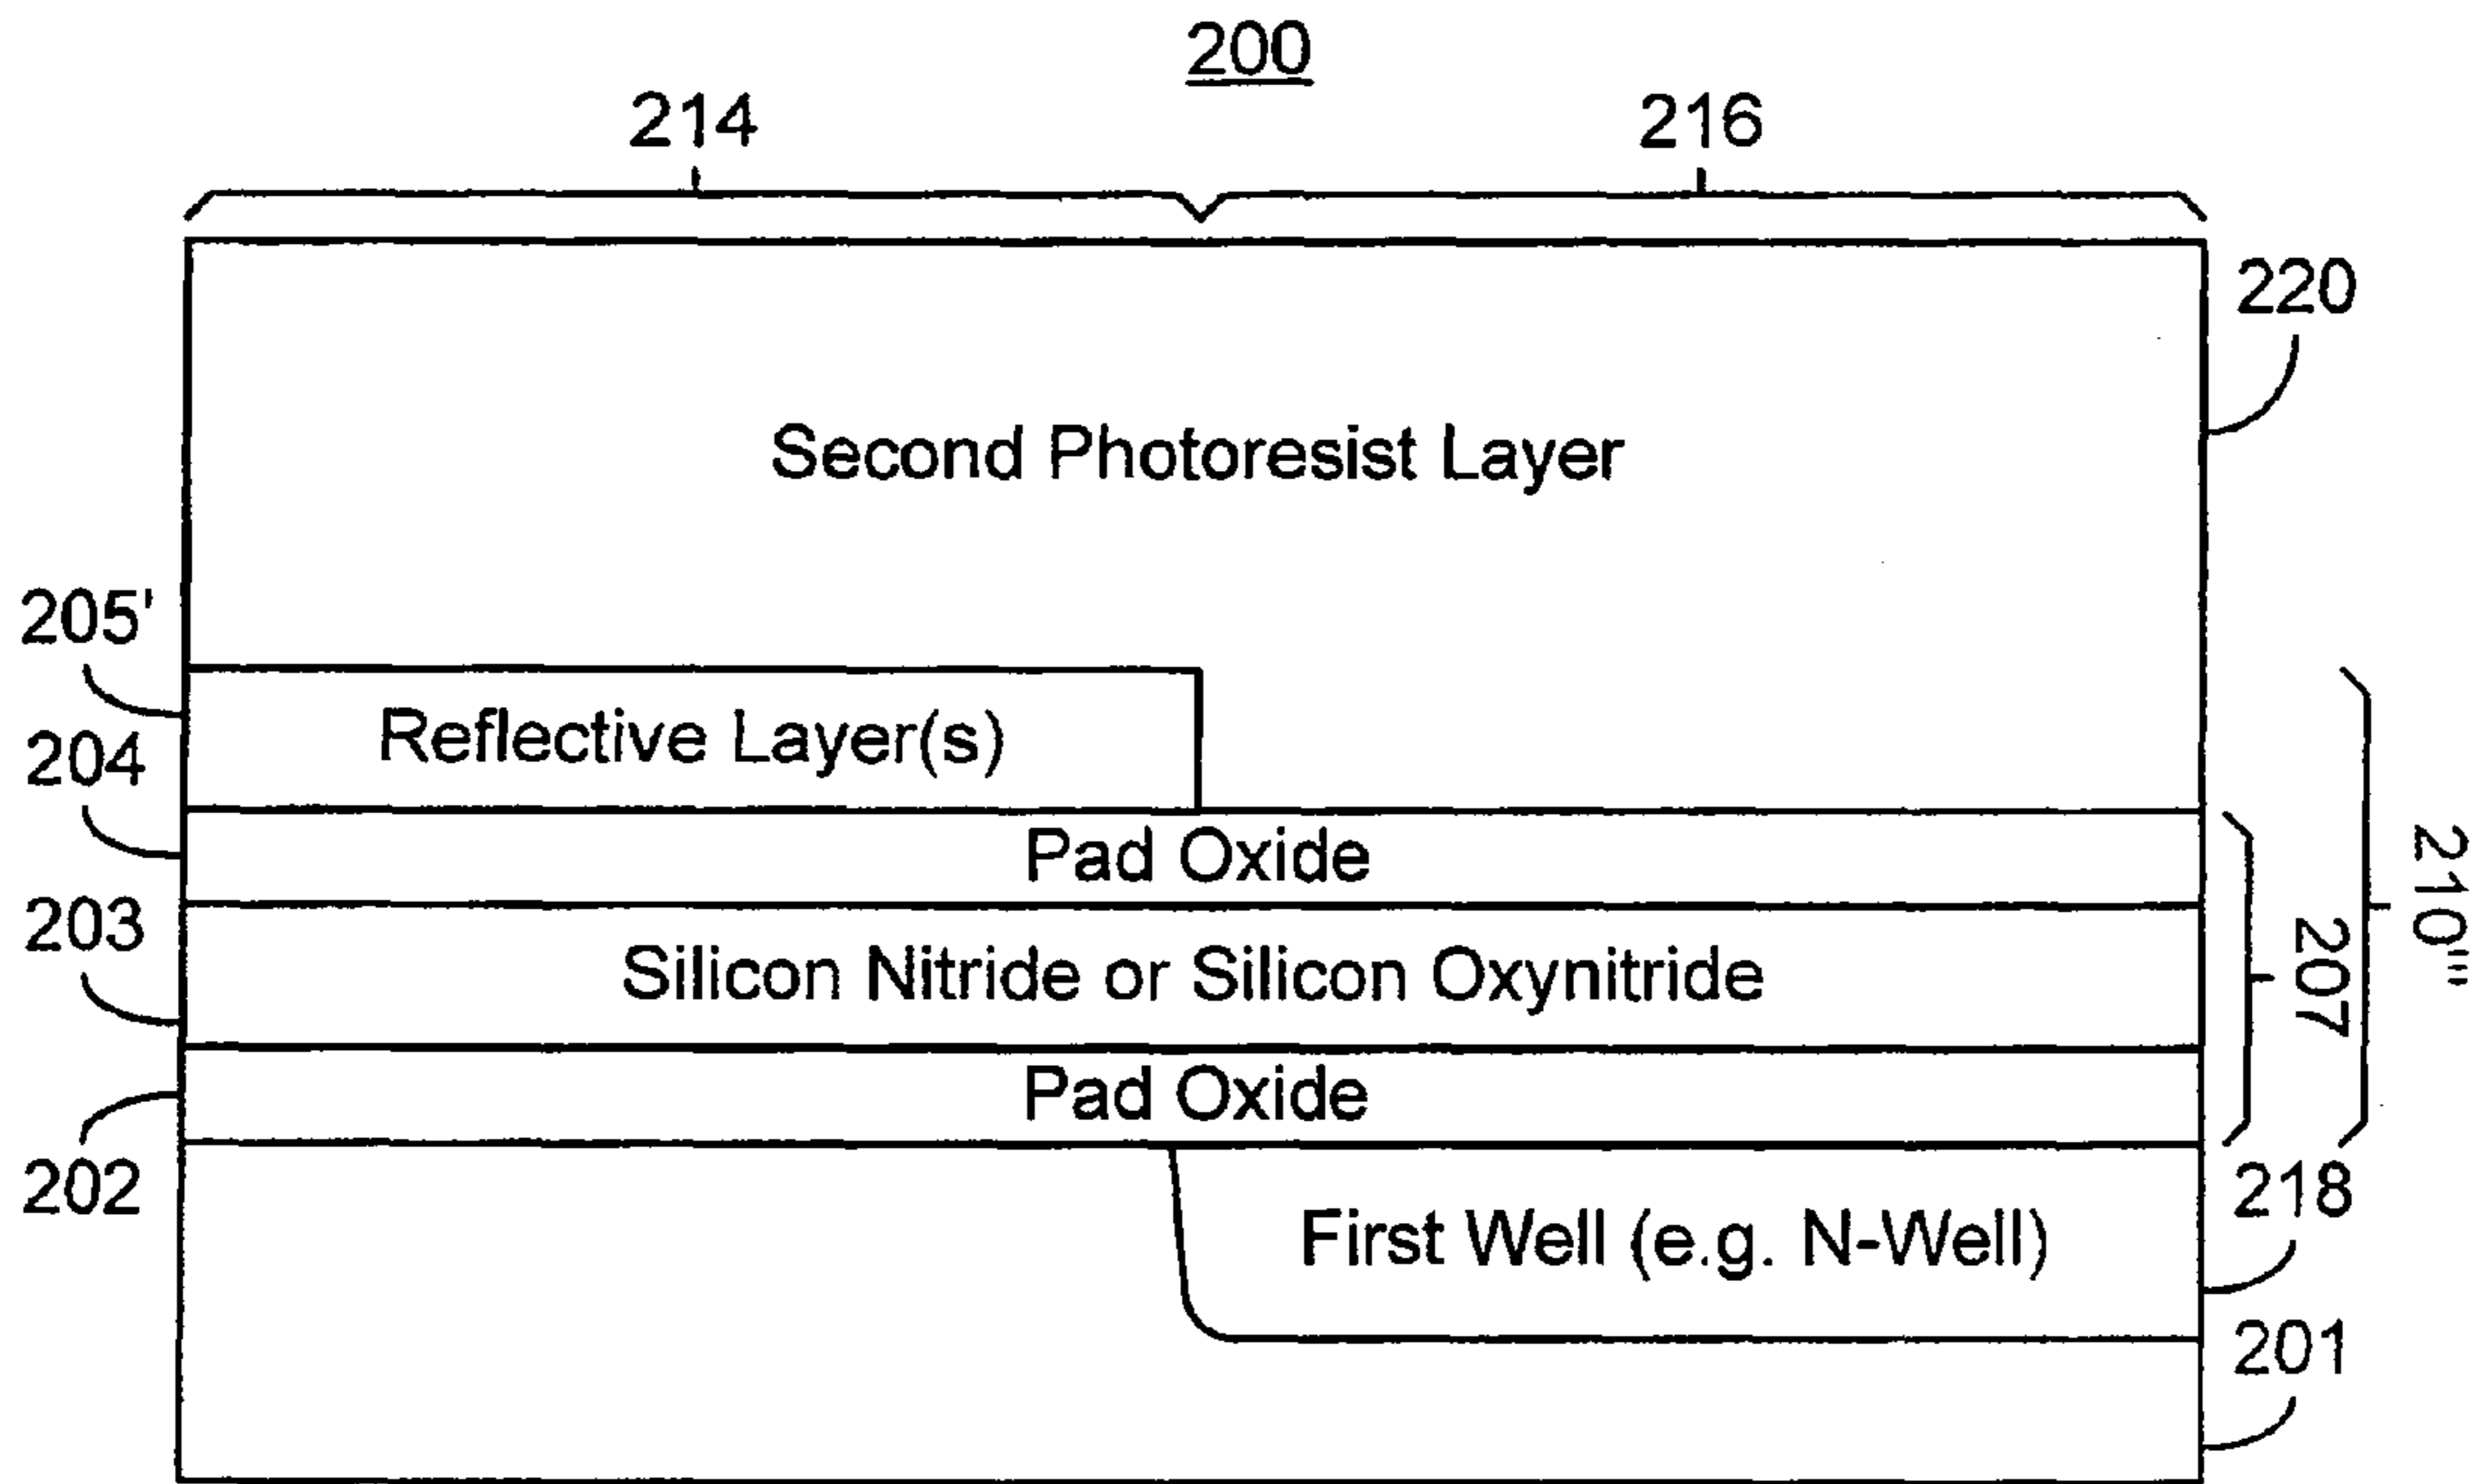 200
214 216
220
Second Photoresist Layer
205'
Reflective Layer(s)
204
Pad Oxide
210'''
203
207
Silicon Nitride or Silicon Oxynitride
Pad Oxide
202
218
First Well (e.g. N-Well)
201